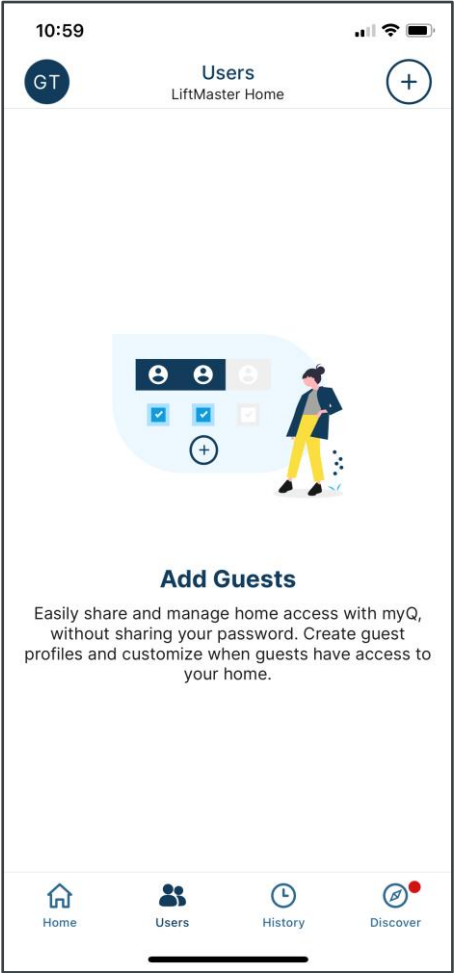 10:59
GT
Users
LiftMaster Home
Add Guests
Easily share and manage home access with myQ,
without sharing your password. Create guest
profiles and customize when guests have access to
your home.
Home
Users
History
Discover